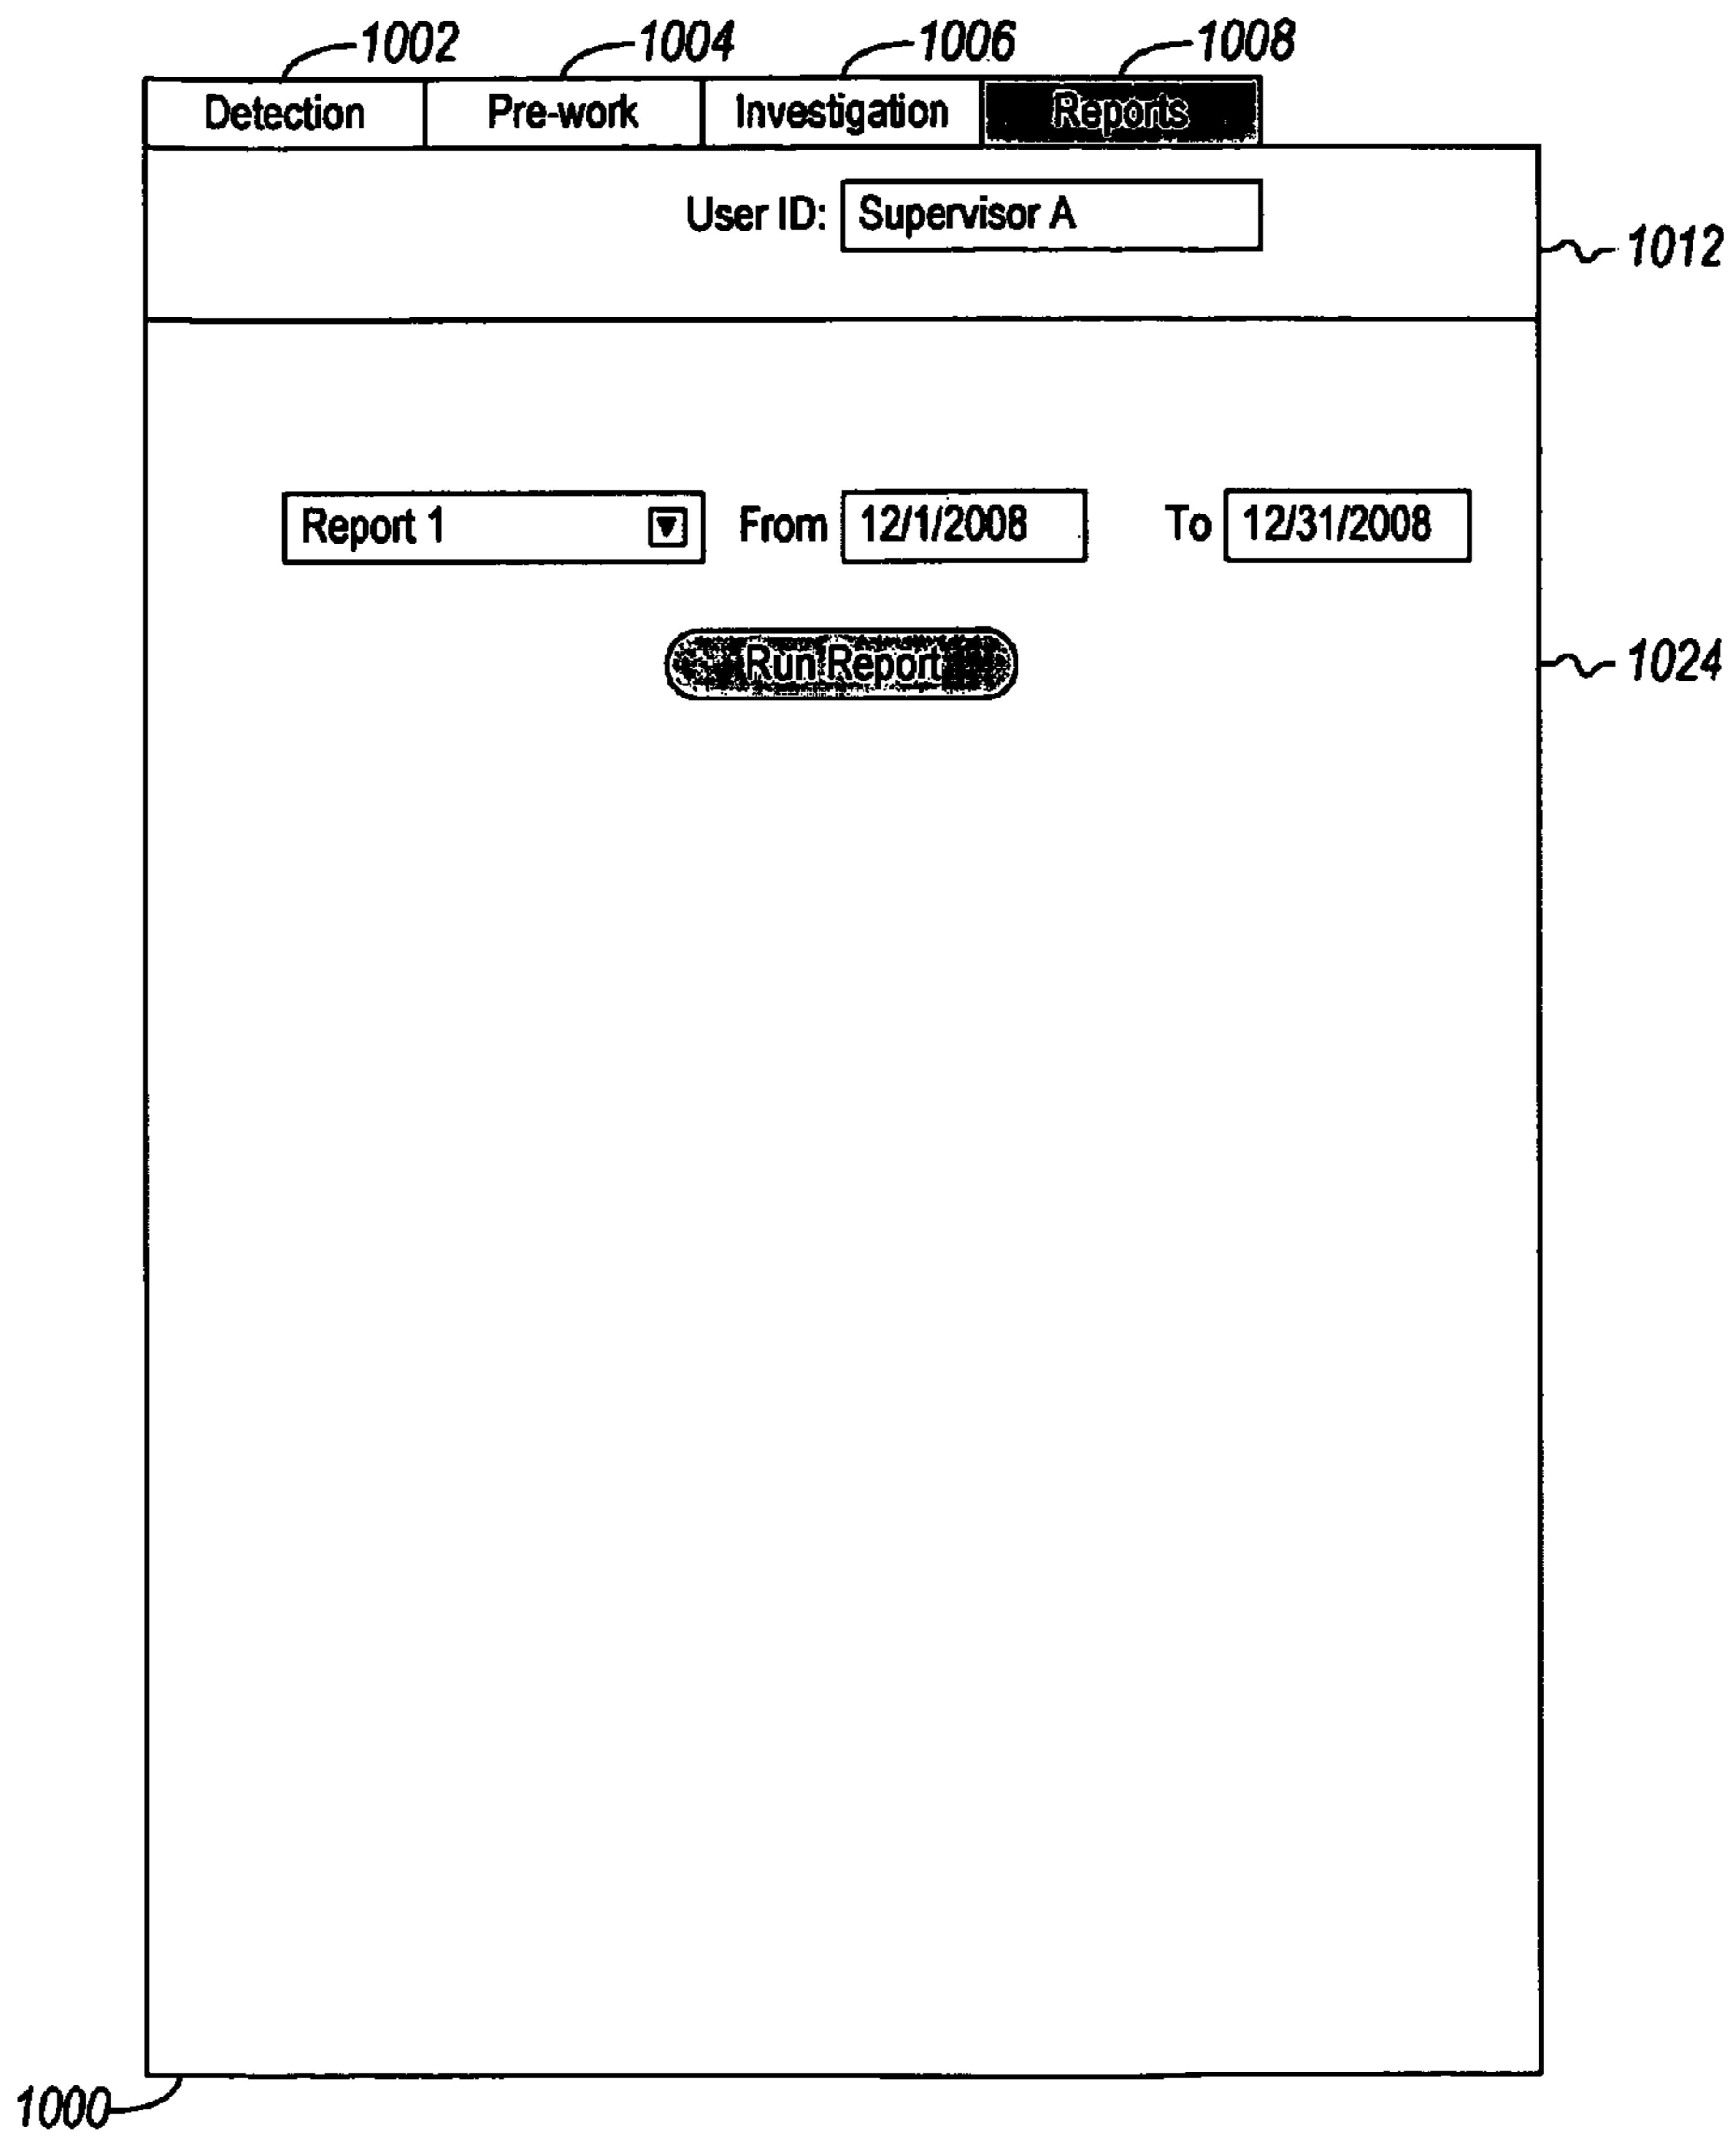 1002 1004 1006 1008
Detection Pre-work Investigation Reports
User ID: Supervisor A
1012
Report 1 From 12/1/2008 To 12/31/2008
Run Report
1024
1000